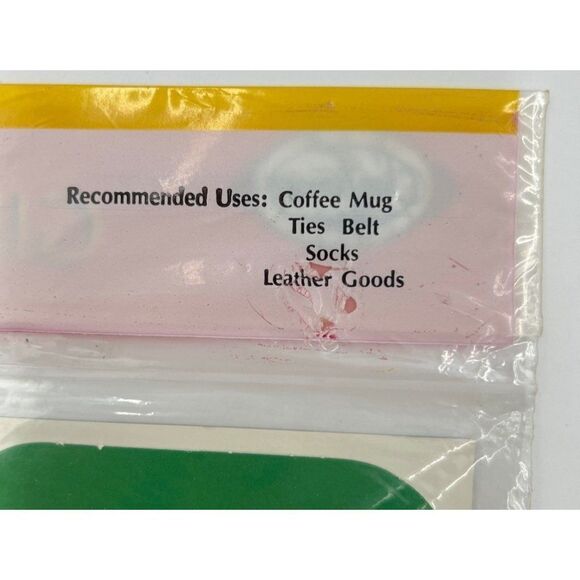 Recommended Uses: Coffee Mug
Ties Belt
Socks
Leather Goods